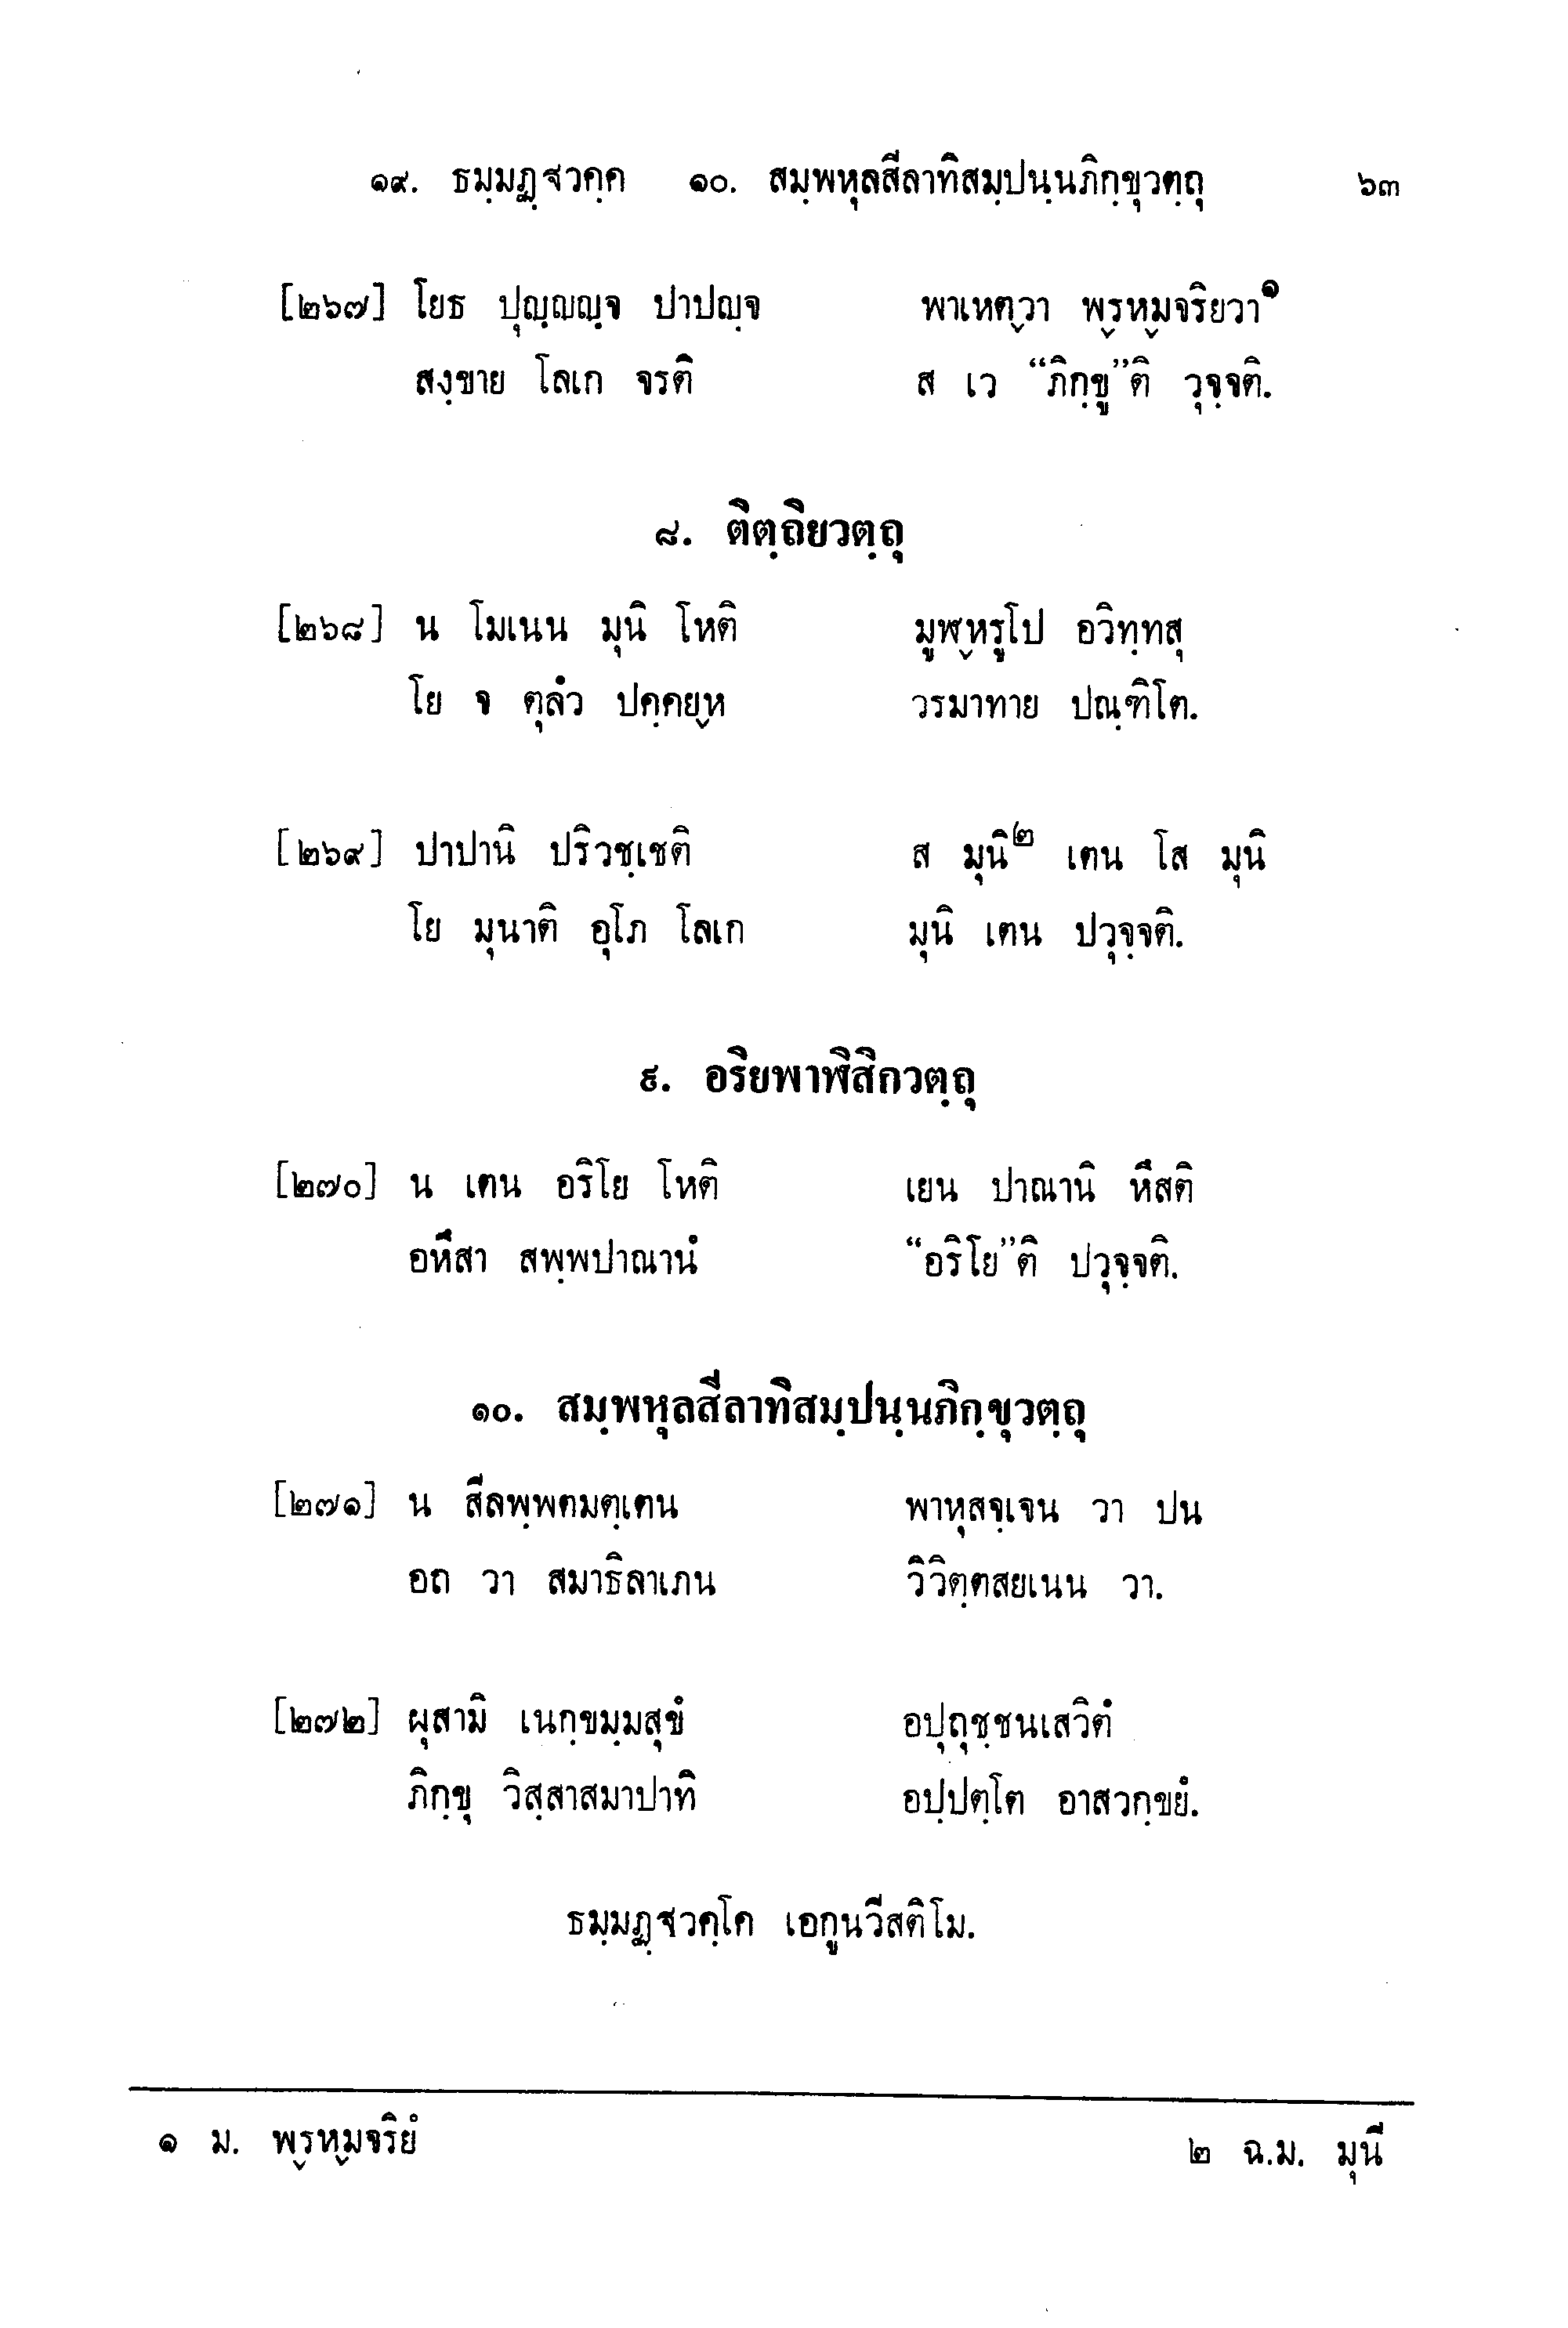 ๑๙. ธมฺมฏฺฐวคฺค ๑๐. สมฺพหุลสีลาทิสมฺปนฺนภิกฺขุวตฺถุ ๖๓
[๒๖๗] โยธ ปุญฺญญฺจ ปาปญฺจ พาเหตฺวา พฺรหฺมจริยวา๑
สงฺขาย โลเก จรติ ส เว “ภิกฺขู”ติ วุจฺจติ.
๘. ติตฺถิยวตฺถุ
[๒๖๘] น โมเนน มุนิ โหติ มูฬฺหรูโป อวิทฺทสุ
โย จ ตุลํว ปคฺคยฺห วรมาทาย ปณฺฑิโต.
[๒๖๙] ปาปานิ ปริวชฺเชติ ส มุนิ๒ เตน โส มุนิ
โย มุนาติ อุโภ โลเก มุนิ เตน ปวุจฺจติ.
๙. อริยพาฬิสิกวตฺถุ
[๒๗๐] น เตน อริโย โหติ เยน ปาณานิ หึสติ
อหึสา สพฺพปาณานํ “อริโย”ติ ปวุจฺจติ.
๑๐. สมฺพหุลสีลาทิสมฺปนฺนภิกฺขุวตฺถุ
[๒๗๑] น สีลพฺพตมตฺเตน พาหุสจฺเจน วา ปน
อถ วา สมาธิลาเภน วิวิตฺตสยเนน วา.
[๒๗๒] ผุสามิ เนกฺขมฺมสุขํ อปุถุชฺชนเสวิตํ
ภิกฺขุ วิสฺสาสมาปาทิ อปฺปตฺโต อาสวกฺขยํ.
ธมฺมฏฺฐวคฺโค เอกูนวีสติโม.
๑ ม. พฺรหฺมจริยํ ๒ ฉ.ม. มุนี